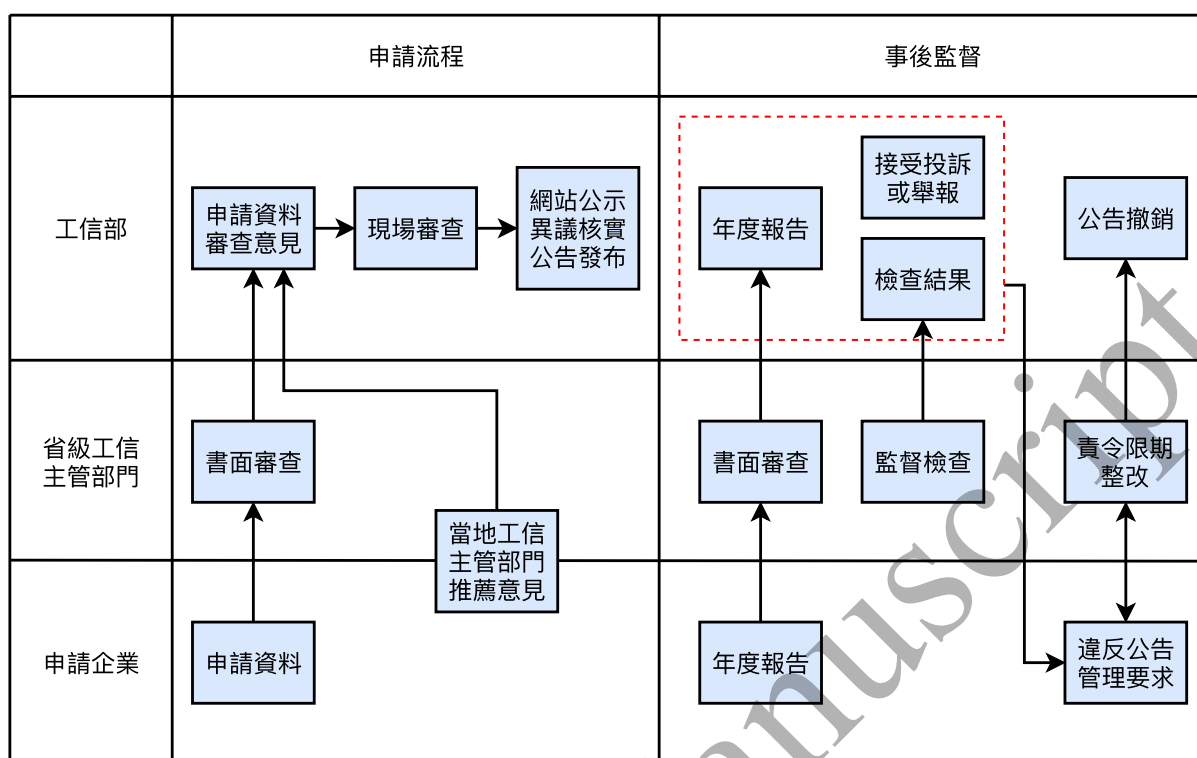 申請流程
事後監督
工信部
申請資料
審查意見
現場審查
網站公示
異議核實
公告發布
年度報告
接受投訴
或舉報
檢查結果
公告撤銷
省級工信
主管部門
書面審查
當地工信
主管部門
推薦意見
書面審查
監督檢查
責令限期
整改
申請企業
申請資料
年度報告
違反公告
管理要求
nuscript